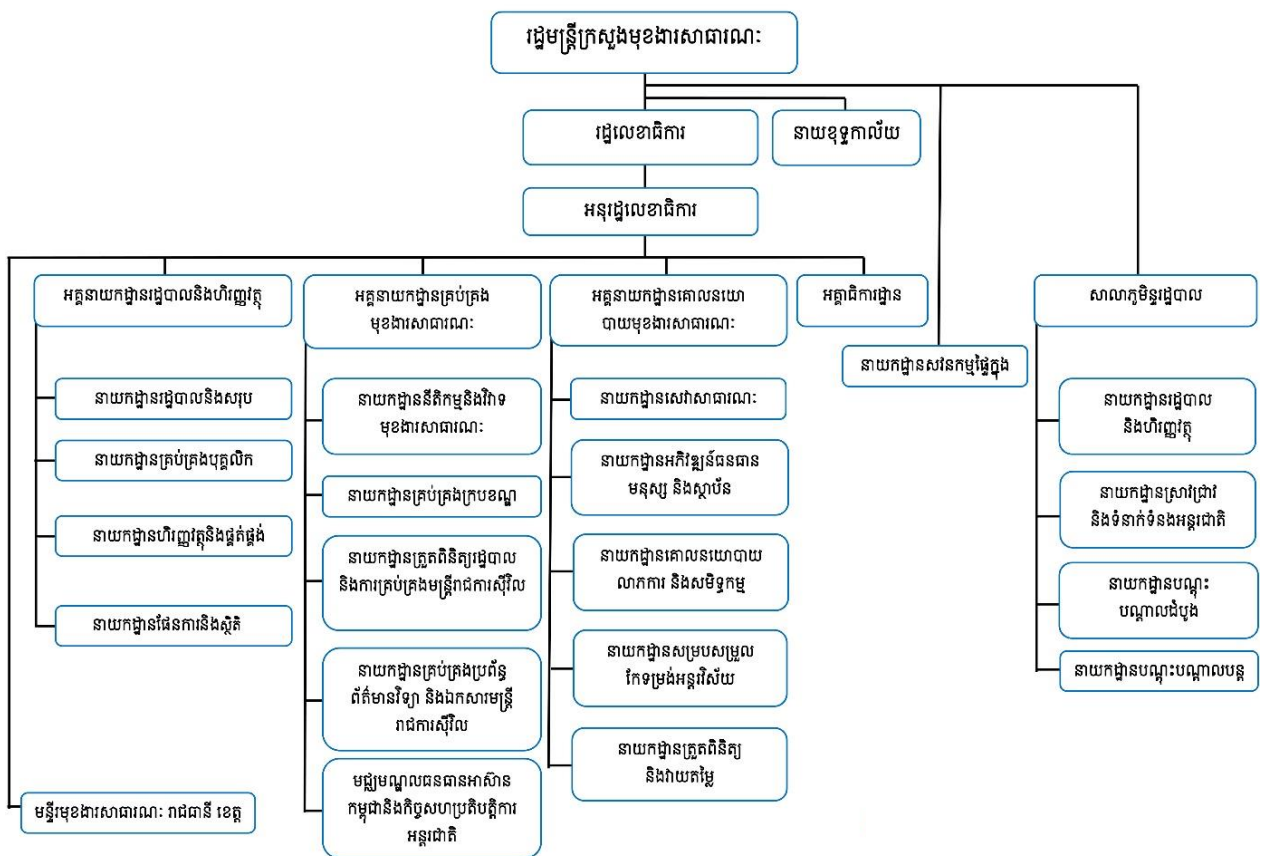 រដ្ឋមន្ត្រីក្រសួងមុខងារសាធារណៈ
រដ្ឋលេខាធិការ
នាយខុទ្ទកាល័យ
អនុរដ្ឋលេខាធិការ
អគ្គនាយកដ្ឋានរដ្ឋបាលនិងហិរញ្ញវត្ថុ
អគ្គនាយកដ្ឋានគ្រប់គ្រង
មុខងារសាធារណៈ
អគ្គនាយកដ្ឋានគោលនយោ
បាយមុខងារសាធារណៈ
អគ្គាធិការដ្ឋាន
សាលាភូមិន្ទរដ្ឋបាល
នាយកដ្ឋានសវនកម្មផ្ទៃក្នុង
នាយកដ្ឋានរដ្ឋបាលនិងសរុប
នាយកដ្ឋានគ្រប់គ្រងបុគ្គលិក
នាយកដ្ឋានហិរញ្ញវត្ថុនិងផ្គត់ផ្គង់
នាយកដ្ឋានផែនការនិងស្ថិតិ
មន្ទីរមុខងារសាធារណៈ រាជធានី ខេត្ត
នាយកដ្ឋាននីតិកម្មនិងវិវាទ
មុខងារសាធារណៈ
នាយកដ្ឋានគ្រប់គ្រងក្របខណ្ឌ
នាយកដ្ឋានត្រួតពិនិត្យរដ្ឋបាល
និងការគ្រប់គ្រងមន្ត្រីរាជការស៊ីវិល
នាយកដ្ឋានគ្រប់គ្រងប្រព័ន្ធ
ព័ត៌មានវិទ្យា និងឯកសារមន្ត្រី
រាជការស៊ីវិល
មជ្ឈមណ្ឌលធនធានអាស៊ាន
កម្ពុជានិងកិច្ចសហប្រតិបត្តិការ
អន្តរជាតិ
នាយកដ្ឋានសេវាសាធារណៈ
នាយកដ្ឋានអភិវឌ្ឍន៍ធនធាន
មនុស្ស និងស្ថាប័ន
នាយកដ្ឋានគោលនយោបាយ
លាភការ និងសមិទ្ធកម្ម
នាយកដ្ឋានសម្របសម្រួល
កែទម្រង់អន្តរវិស័យ
នាយកដ្ឋានត្រួតពិនិត្យ
និងវាយតម្លៃ
នាយកដ្ឋានរដ្ឋបាល
និងហិរញ្ញវត្ថុ
នាយកដ្ឋានស្រាវជ្រាវ
និងទំនាក់ទំនងអន្តរជាតិ
នាយកដ្ឋានបណ្តុះ
បណ្តាលដំបូង
នាយកដ្ឋានបណ្តុះបណ្តាលបន្ត